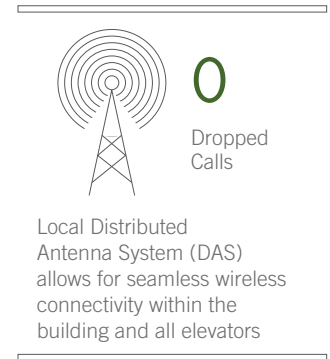 0
Dropped
Calls
Local Distributed
Antenna System (DAS)
allows for seamless wireless
connectivity within the
building and all elevators